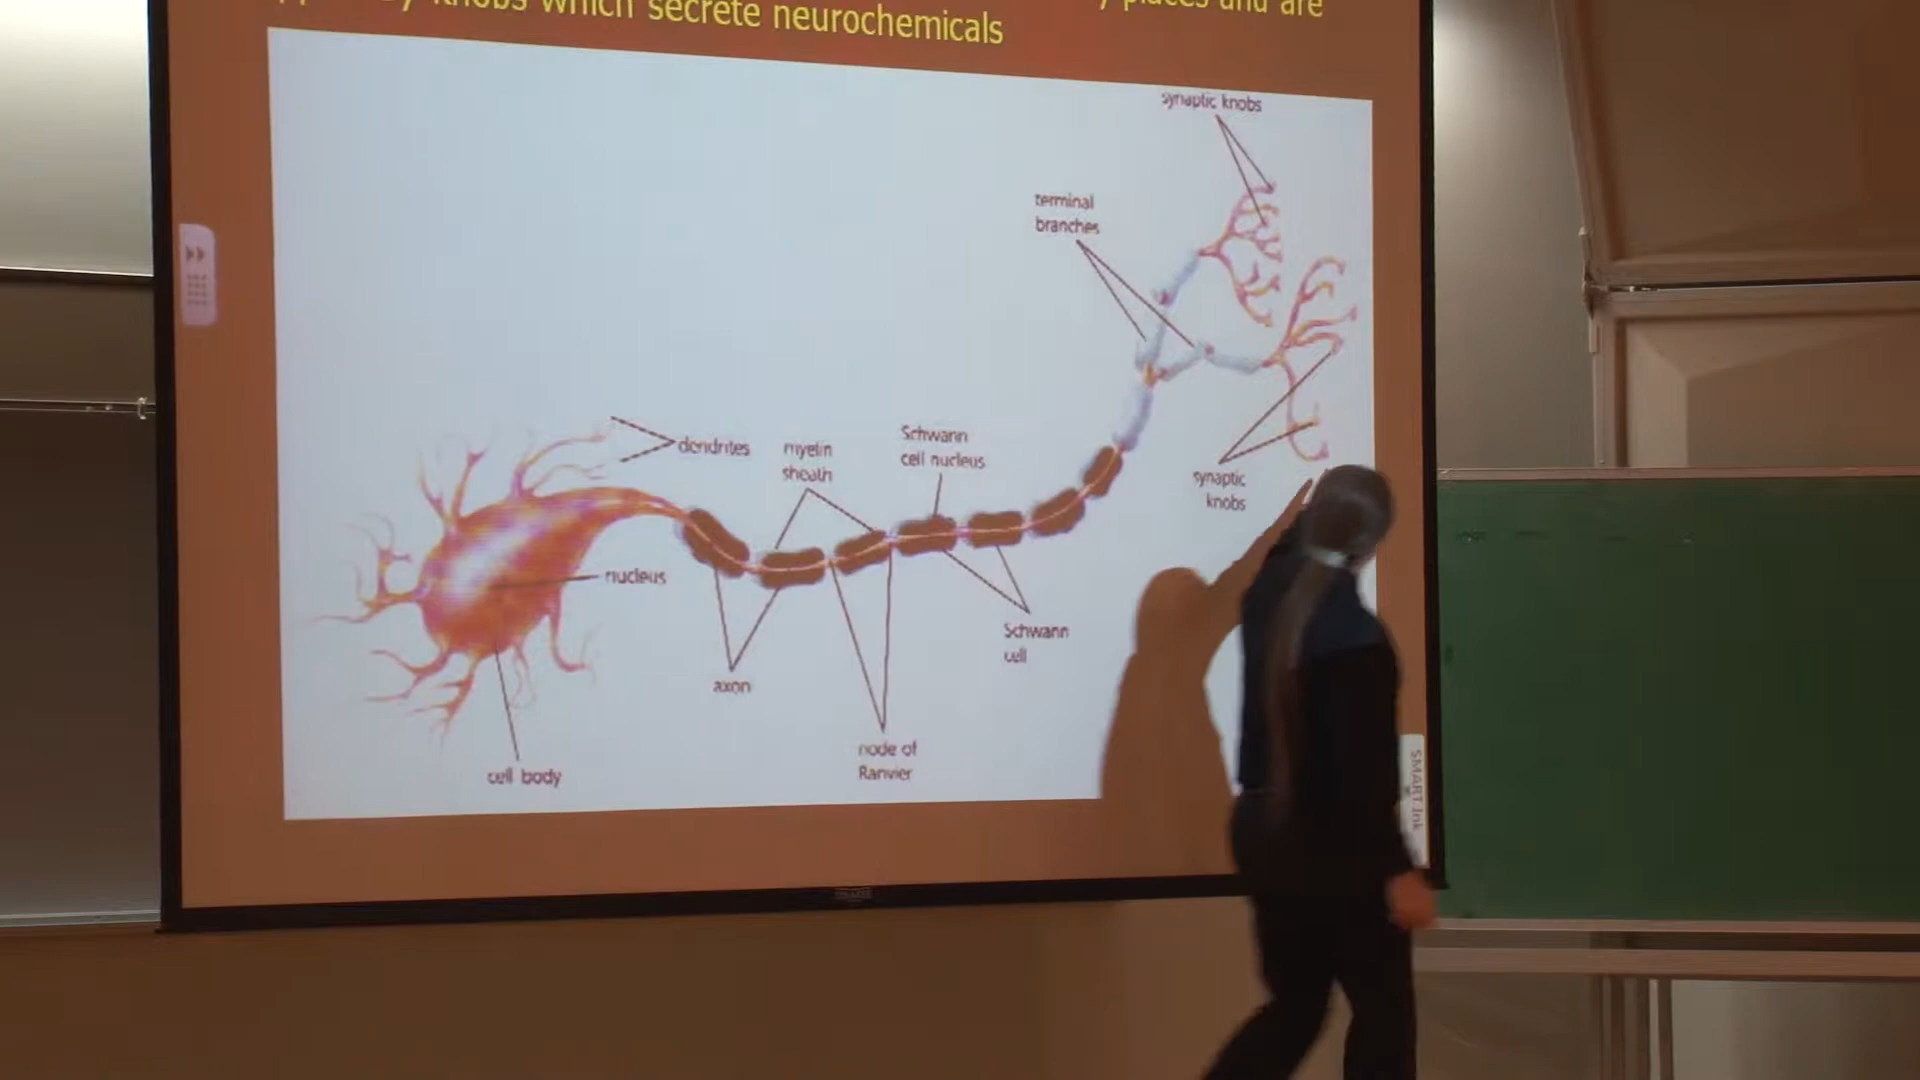 knobs which secrete neurochemicals
places and are
synaptic knobs
terminal
branches
dendrites
myelin
sheath
Schwann
cell nucleus
synaptic
knobs
nucleus
Schwann
cell
axon
node of
Ranvier
cell body
SMART Ink